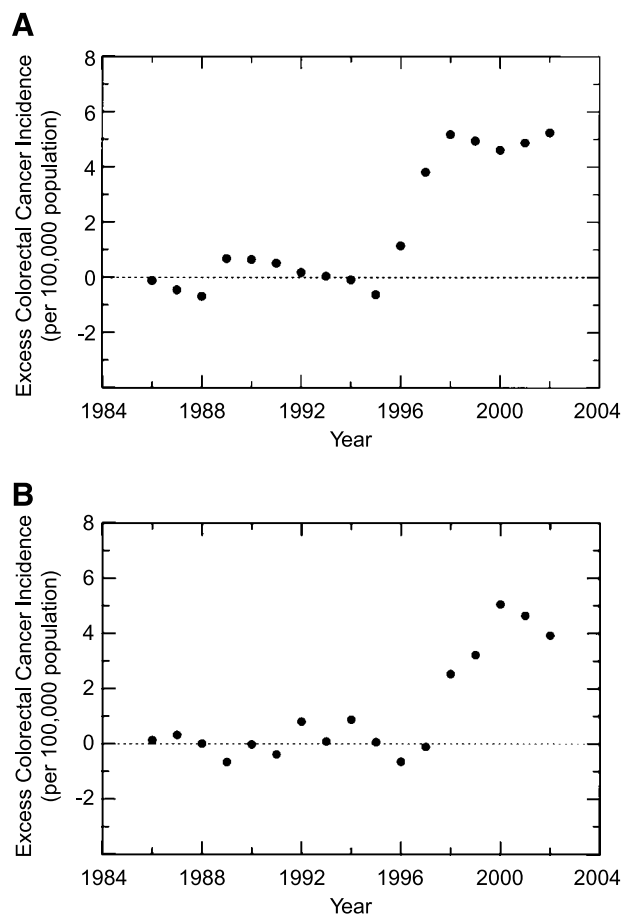 A
Excess Colorectal Cancer Incidence
(per 100,000 population)
8
6
4
2
0
-2
1984 1988 1992 1996 2000 2004
Year
B
Excess Colorectal Cancer Incidence
(per 100,000 population)
8
6
4
2
0
-2
1984 1988 1992 1996 2000 2004
Year